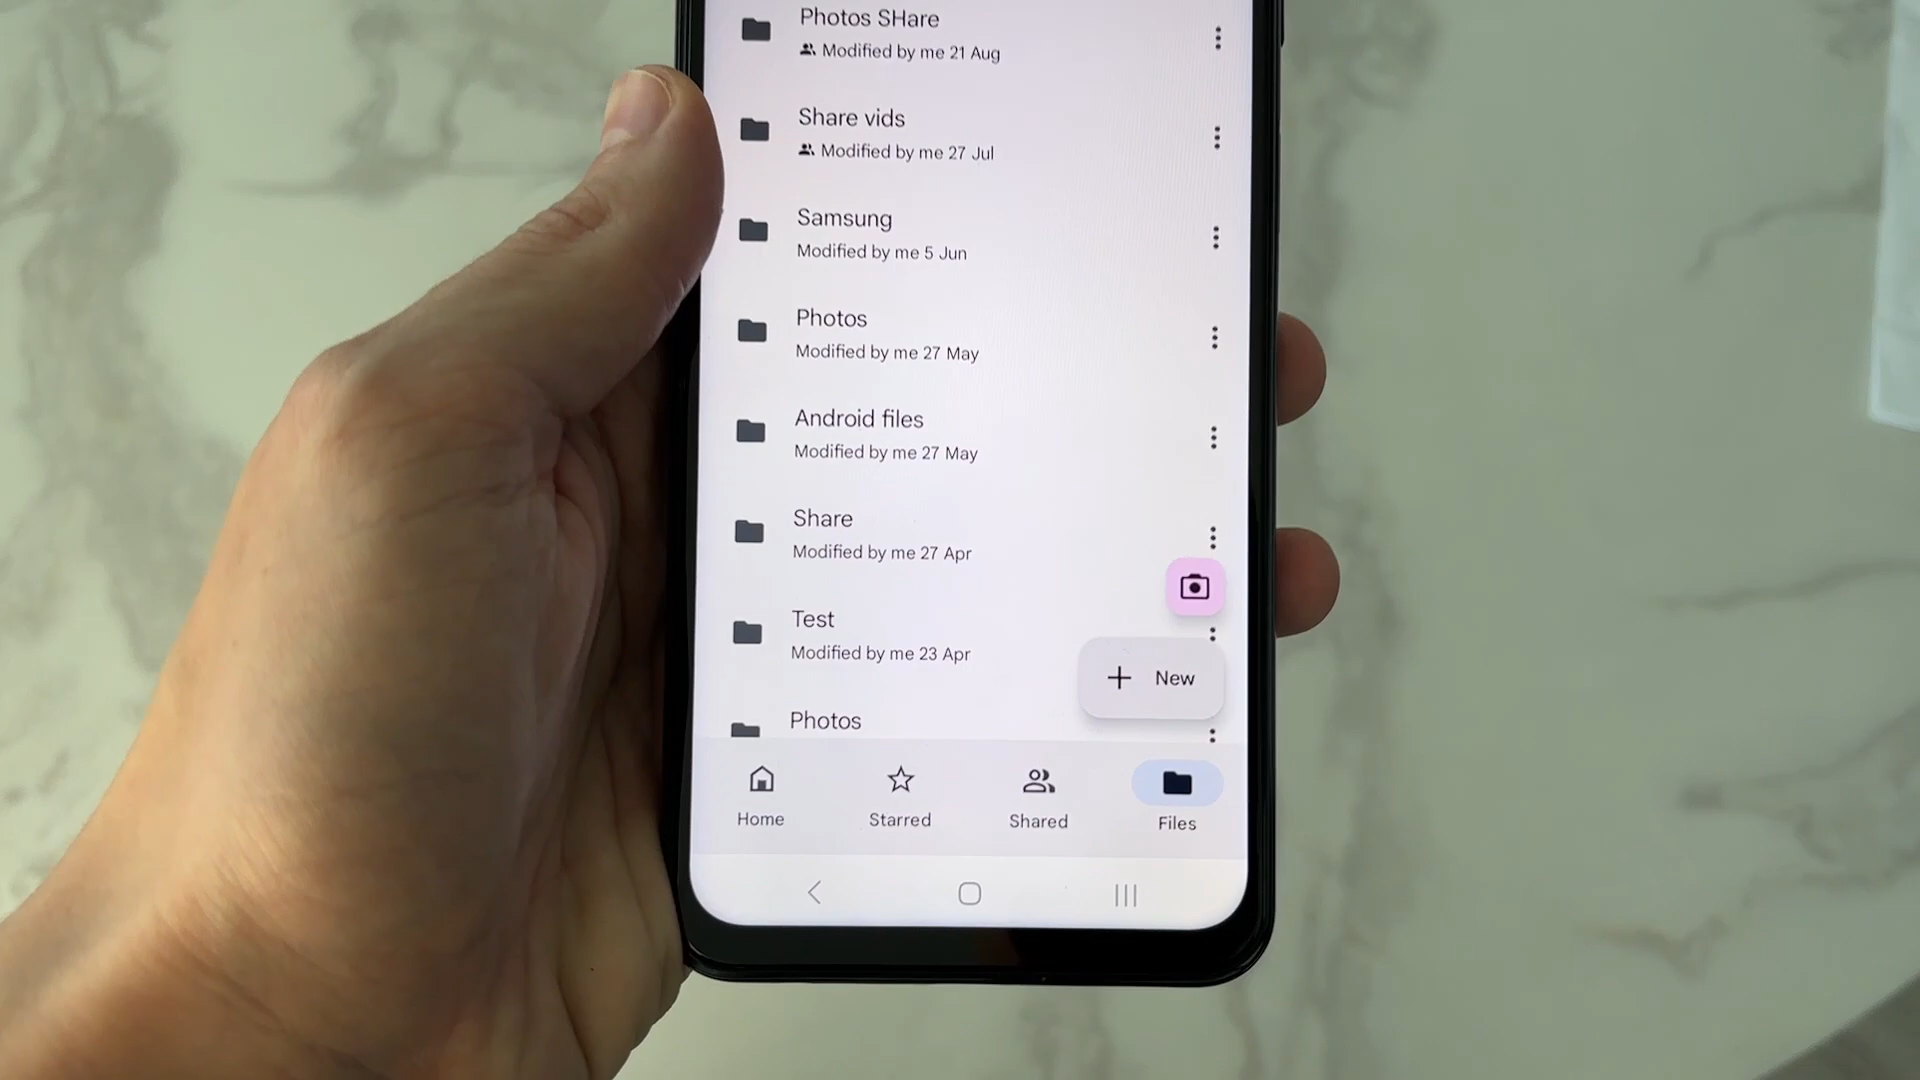 Photos SHare
Modified by me 21 Aug
Share vids
Modified by me 27 Jul
Samsung
Modified by me 5 Jun
Photos
Modified by me 27 May
Android files
Modified by me 27 May
Share
Modified by me 27 Apr
Test
Modified by me 23 Apr
New
Photos
Home
Starred
Shared
Files